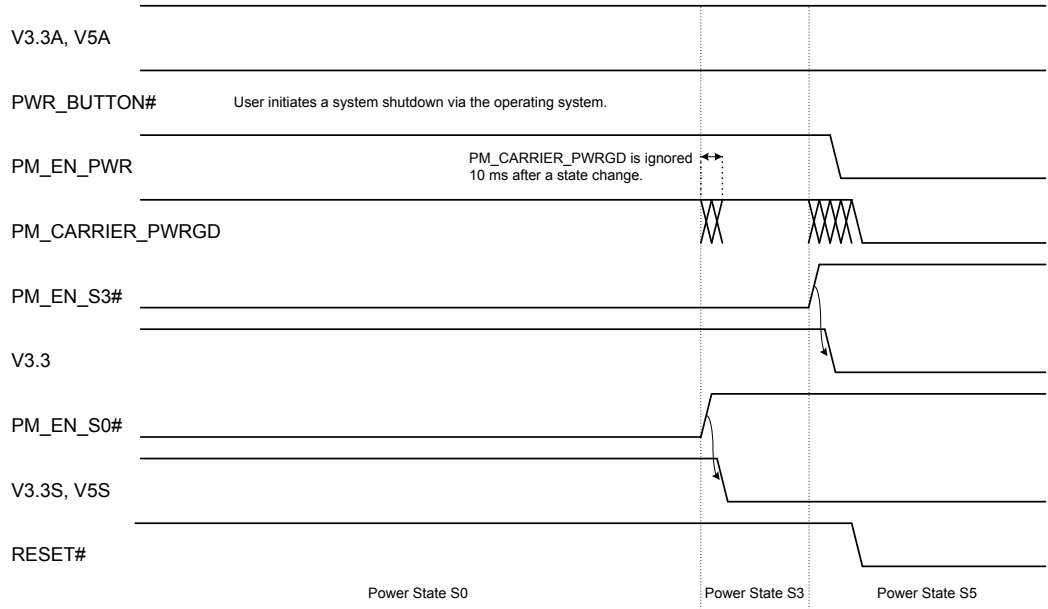 V3.3A, V5A
PWR_BUTTON#
User initiates a system shutdown via the operating system.
PM_EN_PWR
PM_CARRIER_PWRGD is ignored
10 ms after a state change.
PM_CARRIER_PWRGD
PM_EN_S3#
V3.3
PM_EN_S0#
V3.3S, V5S
RESET#
Power State S0
Power State S3
Power State S5